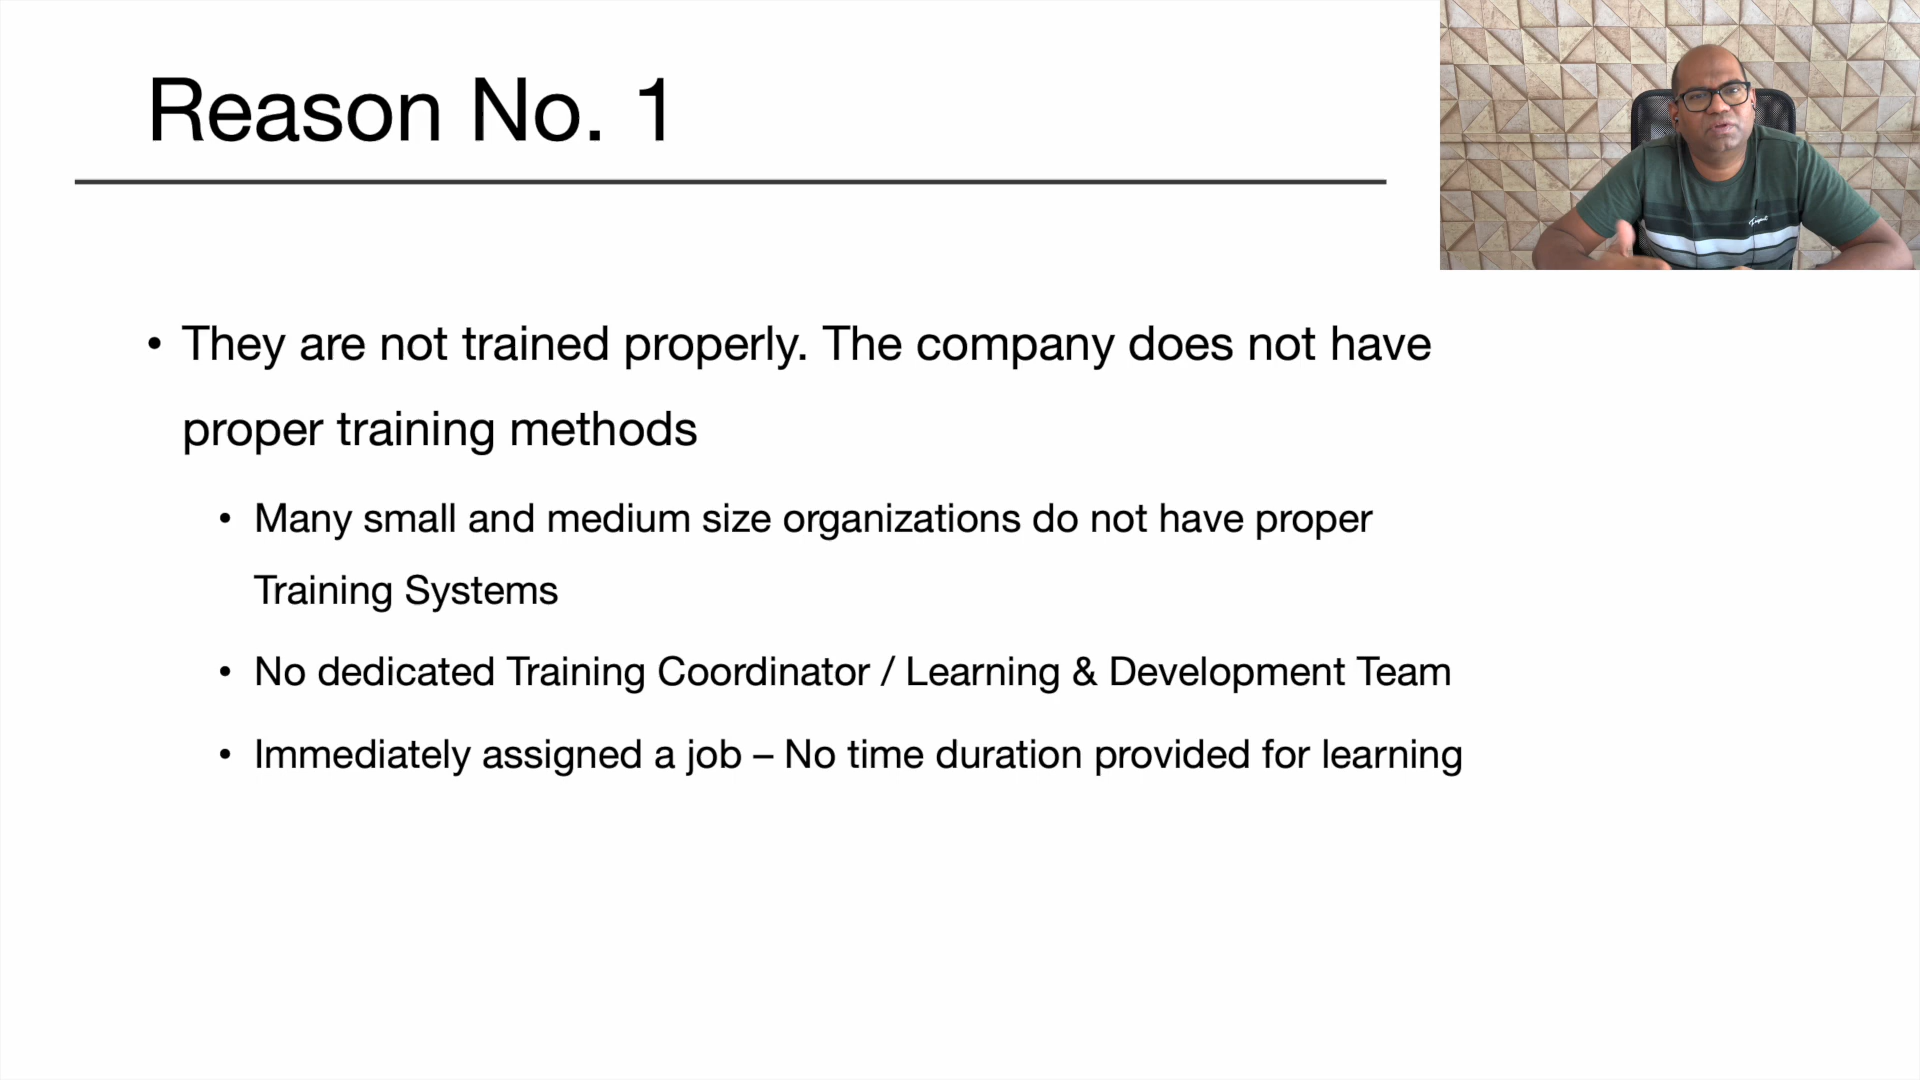 Reason No. 1
• They are not trained properly. The company does not have
proper training methods
• Many small and medium size organizations do not have proper
Training Systems
• No dedicated Training Coordinator / Learning & Development Team
• Immediately assigned a job – No time duration provided for learning